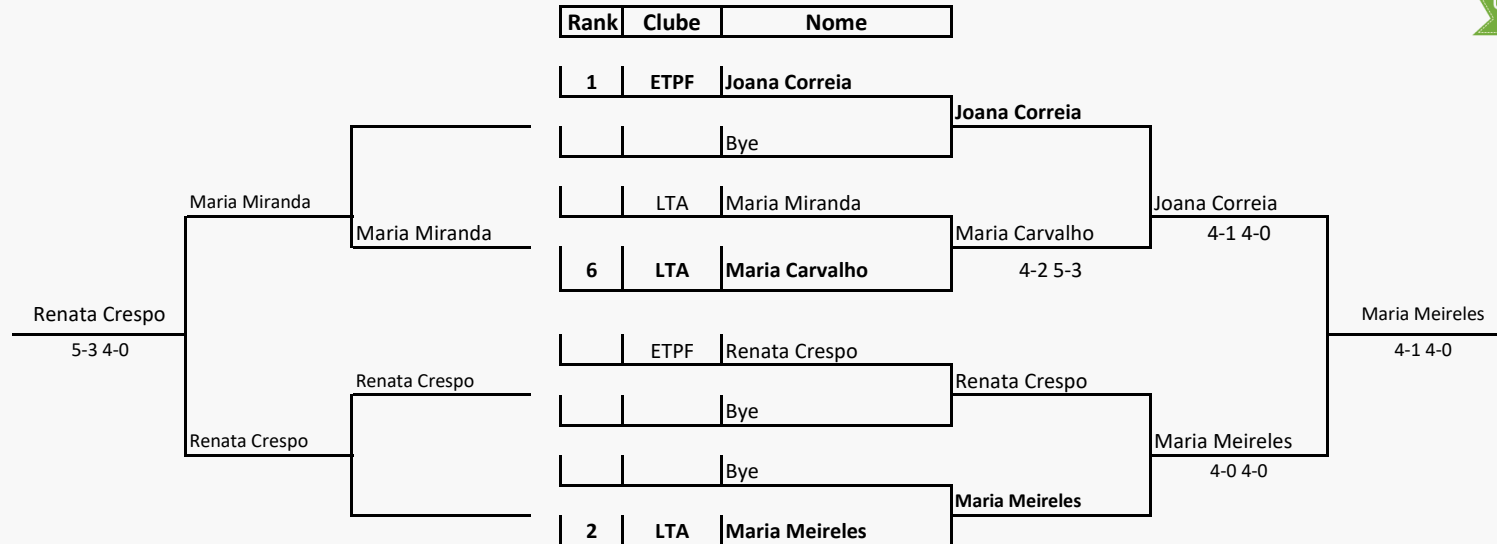 Rank Clube Nome
1 ETPF Joana Correia
Joana Correia
Bye
Maria Miranda LTA Maria Miranda Joana Correia
Maria Miranda Maria Carvalho 4-1 4-0
6 LTA Maria Carvalho 4-2 5-3
Renata Crespo Maria Meireles
5-3 4-0 ETPF Renata Crespo 4-1 4-0
Renata Crespo Renata Crespo
Bye
Renata Crespo Maria Meireles
Bye 4-0 4-0
Maria Meireles
2 LTA Maria Meireles